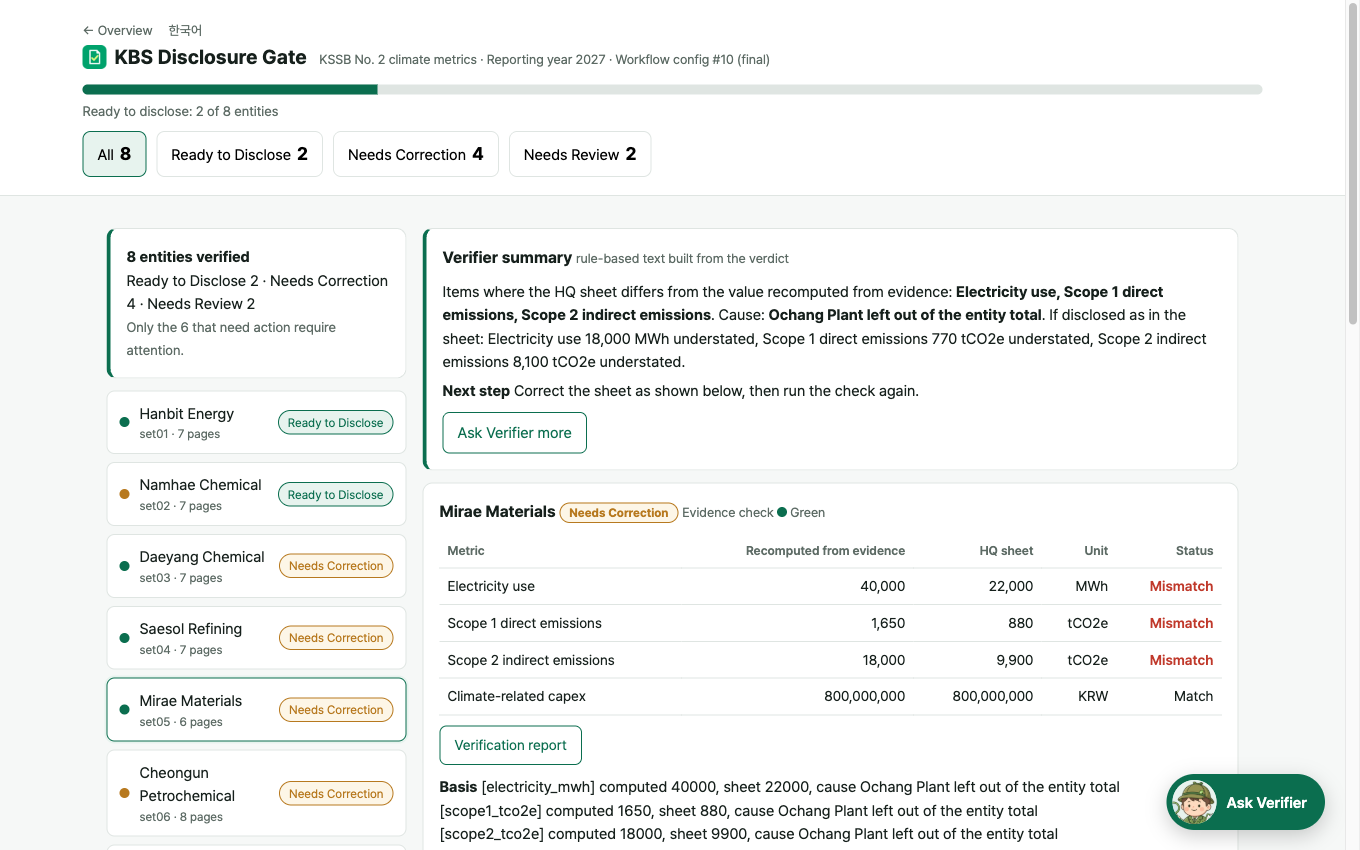 ← Overview 한국어
KBS Disclosure Gate KSSB No. 2 climate metrics · Reporting year 2027 · Workflow config #10 (final)
Ready to disclose: 2 of 8 entities
All 8
Ready to Disclose 2
Needs Correction 4
Needs Review 2
8 entities verified
Ready to Disclose 2 · Needs Correction
4 · Needs Review 2
Only the 6 that need action require
attention.
Hanbit Energy
set01 · 7 pages
Ready to Disclose
Namhae Chemical
set02 · 7 pages
Ready to Disclose
Daeyang Chemical
set03 · 7 pages
Needs Correction
Saesol Refining
set04 · 7 pages
Needs Correction
Mirae Materials
set05 · 6 pages
Needs Correction
Cheongun
Petrochemical
set06 · 8 pages
Needs Correction
Verifier summary rule-based text built from the verdict
Items where the HQ sheet differs from the value recomputed from evidence: Electricity use, Scope 1 direct
emissions, Scope 2 indirect emissions. Cause: Ochang Plant left out of the entity total. If disclosed as in the
sheet: Electricity use 18,000 MWh understated, Scope 1 direct emissions 770 tCO2e understated, Scope 2 indirect
emissions 8,100 tCO2e understated.
Next step Correct the sheet as shown below, then run the check again.
Ask Verifier more
Mirae Materials Needs Correction Evidence check Green
Metric Recomputed from evidence HQ sheet Unit Status
Electricity use 40,000 22,000 MWh Mismatch
Scope 1 direct emissions 1,650 880 tCO2e Mismatch
Scope 2 indirect emissions 18,000 9,900 tCO2e Mismatch
Climate-related capex 800,000,000 800,000,000 KRW Match
Verification report
Basis [electricity_mwh] computed 40000, sheet 22000, cause Ochang Plant left out of the entity total
[scope1_tco2e] computed 1650, sheet 880, cause Ochang Plant left out of the entity total
[scope2_tco2e] computed 18000, sheet 9900, cause Ochang Plant left out of the entity total
Ask Verifier